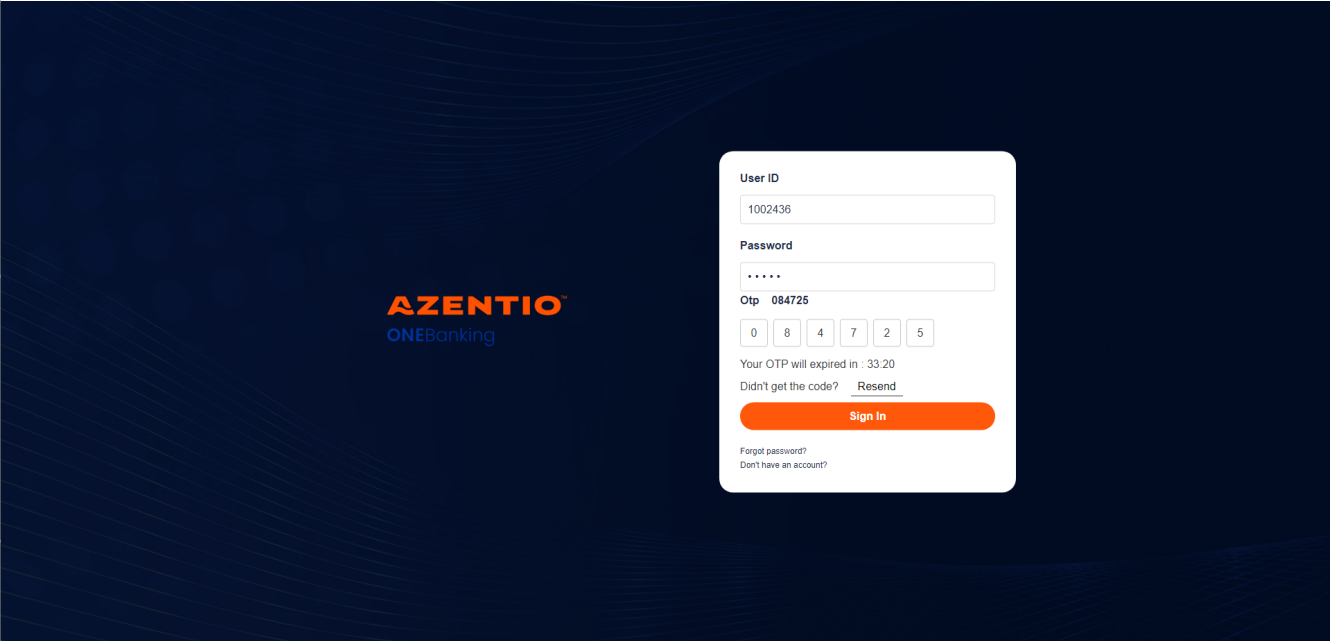 AZENTIO™
ONEBanking
User ID
1002436
Password
•••••
Otp 084725
0 8 4 7 2 5
Your OTP will expired in : 33:20
Didn't get the code? Resend
Sign In
Forgot password?
Don't have an account?